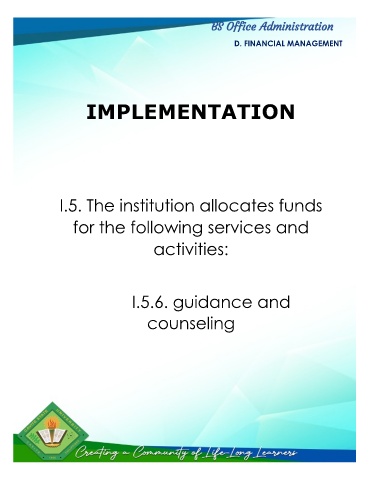 BS Office Administration
D. FINANCIAL MANAGEMENT
IMPLEMENTATION
I.5. The institution allocates funds
for the following services and
activities:
I.5.6. guidance and
counseling
Creating a Community of Life-Long Learners